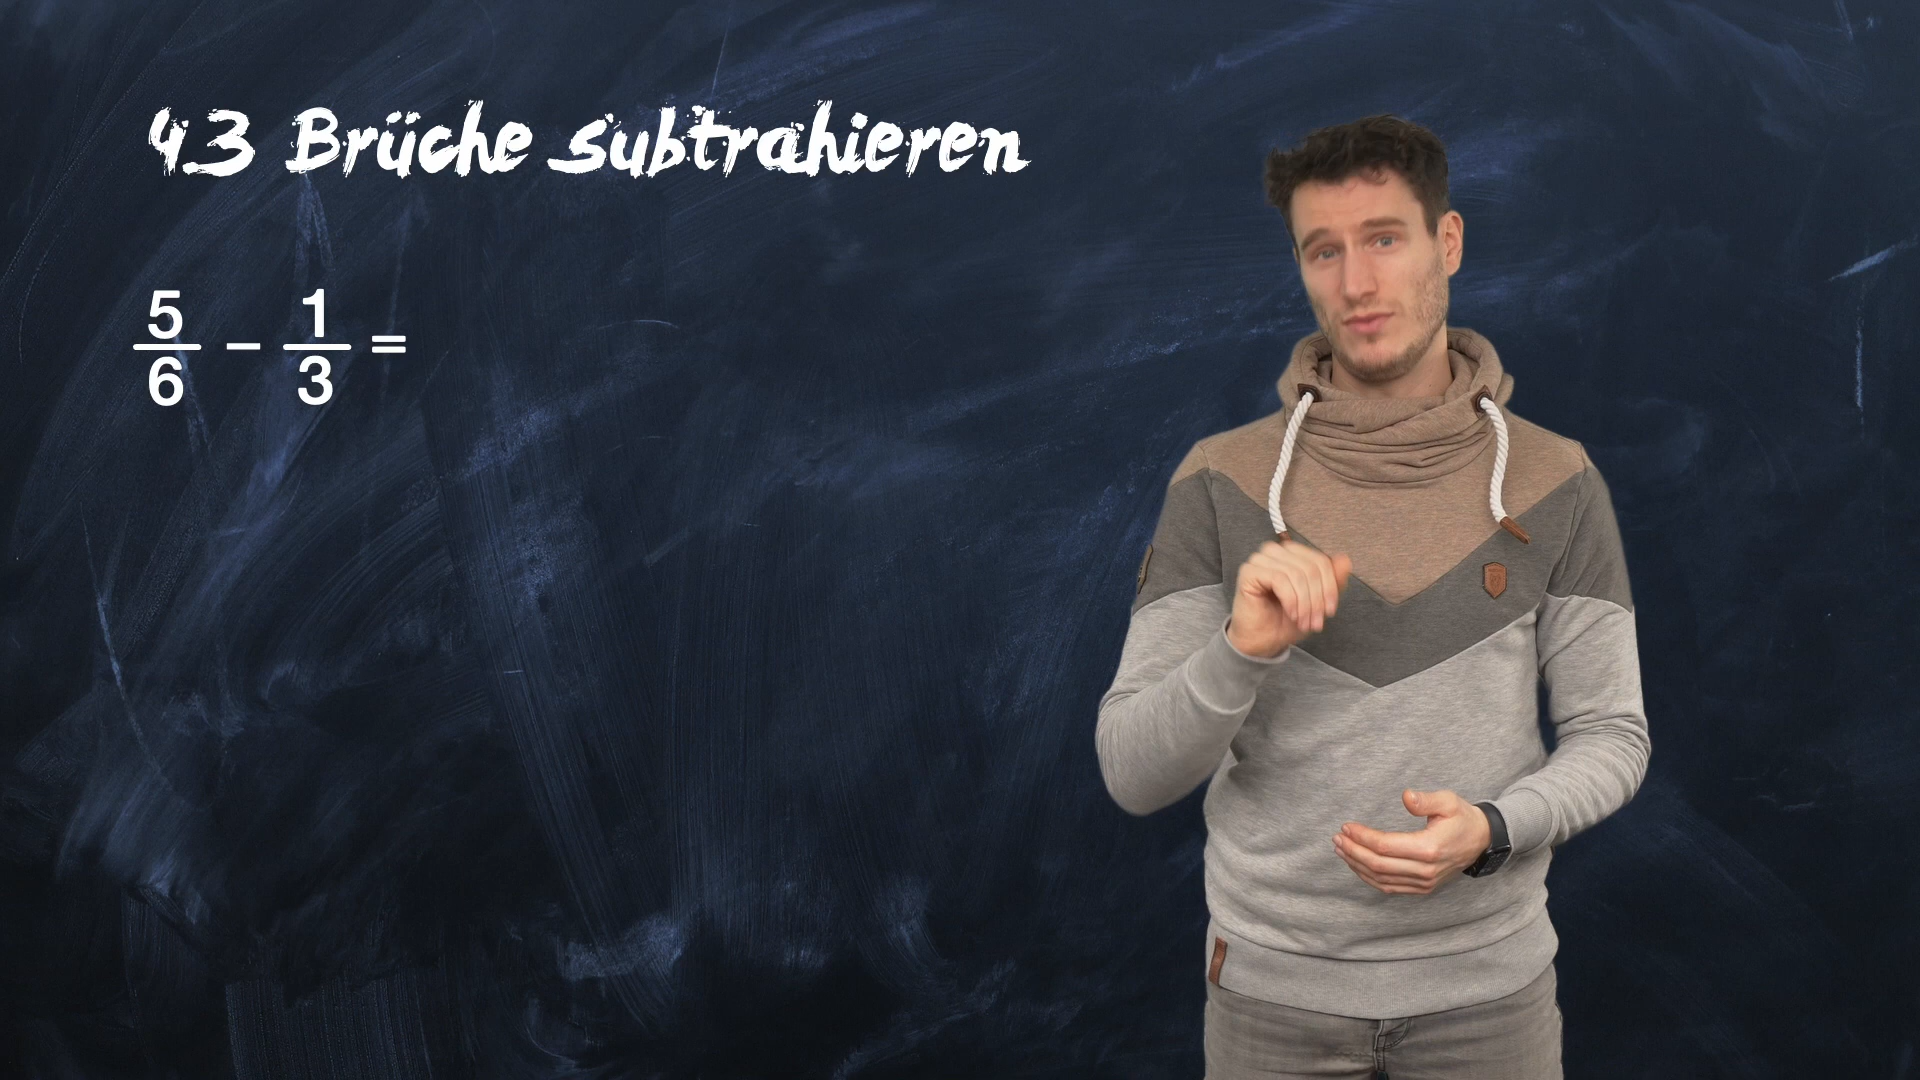 4.3 Brüche subtrahieren
5/6 − 1/3 =